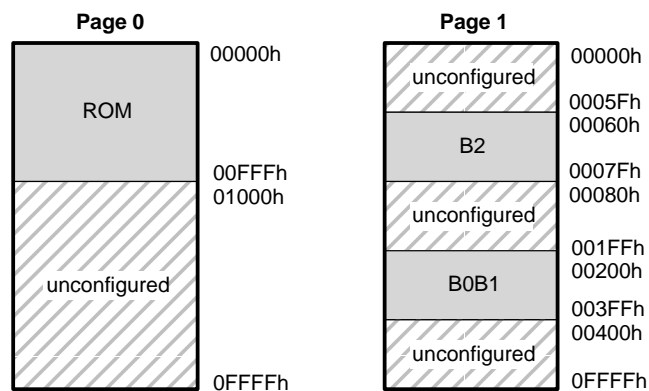 Page 0
00000h
ROM
00FFFh
01000h
unconfigured
0FFFFh
Page 1
00000h
unconfigured
0005Fh
00060h
B2
0007Fh
00080h
unconfigured
001FFh
00200h
B0B1
003FFh
00400h
unconfigured
0FFFFh